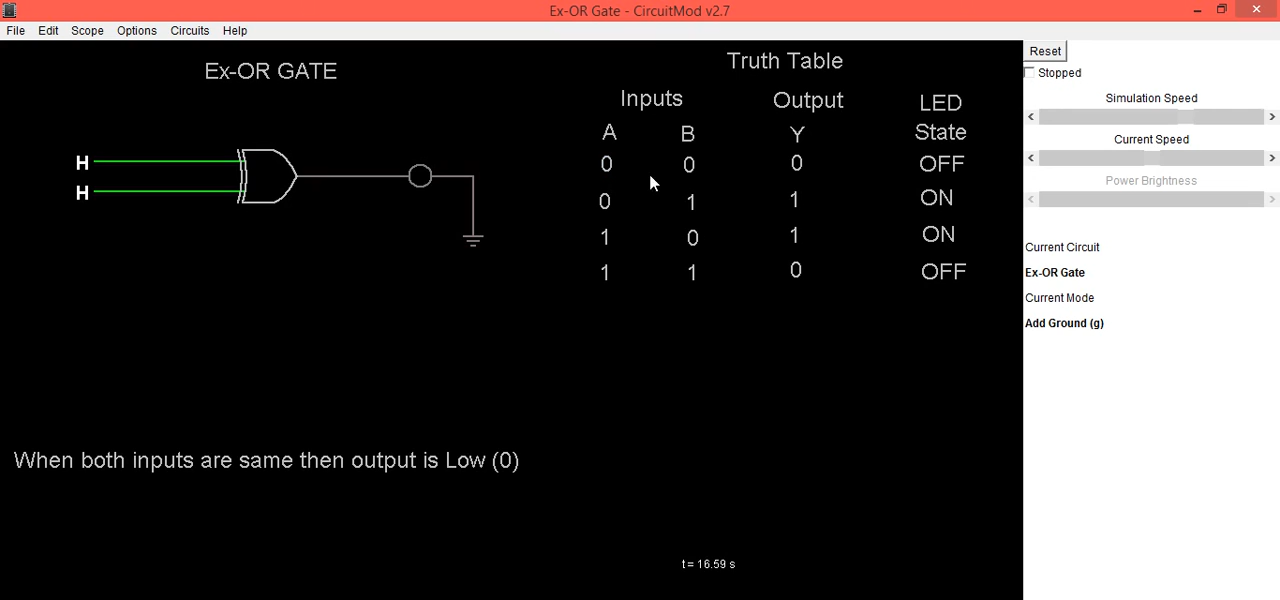 Ex-OR Gate - CircuitMod v2.7
File Edit Scope Options Circuits Help
Ex-OR GATE
H
H
Truth Table
Inputs Output LED
A B Y State
0 0 0 OFF
0 1 1 ON
1 0 1 ON
1 1 0 OFF
When both inputs are same then output is Low (0)
t = 16.59 s
Reset
Stopped
Simulation Speed
Current Speed
Power Brightness
Current Circuit
Ex-OR Gate
Current Mode
Add Ground (g)